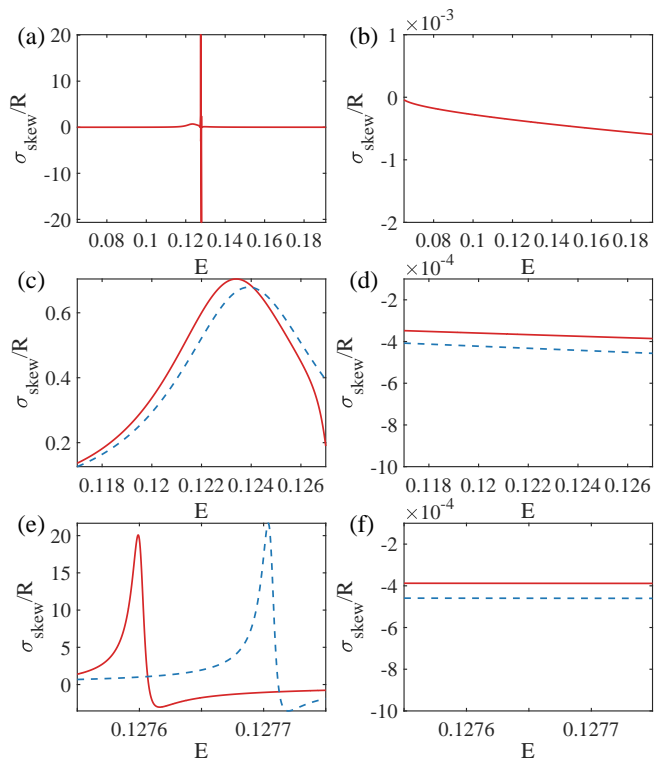 (a)
20
10
0
-10
-20
σskew/R
0.08 0.1 0.12 0.14 0.16 0.18
E
(b)
×10-3
1
0
-1
-2
σskew/R
0.08 0.1 0.12 0.14 0.16 0.18
E
(c)
0.6
0.4
0.2
σskew/R
0.118 0.12 0.122 0.124 0.126
E
(d)
×10-4
-2
-4
-6
-8
-10
σskew/R
0.118 0.12 0.122 0.124 0.126
E
(e)
20
15
10
5
0
σskew/R
0.1276 0.1277
E
(f)
×10-4
-2
-4
-6
-8
-10
σskew/R
0.1276 0.1277
E